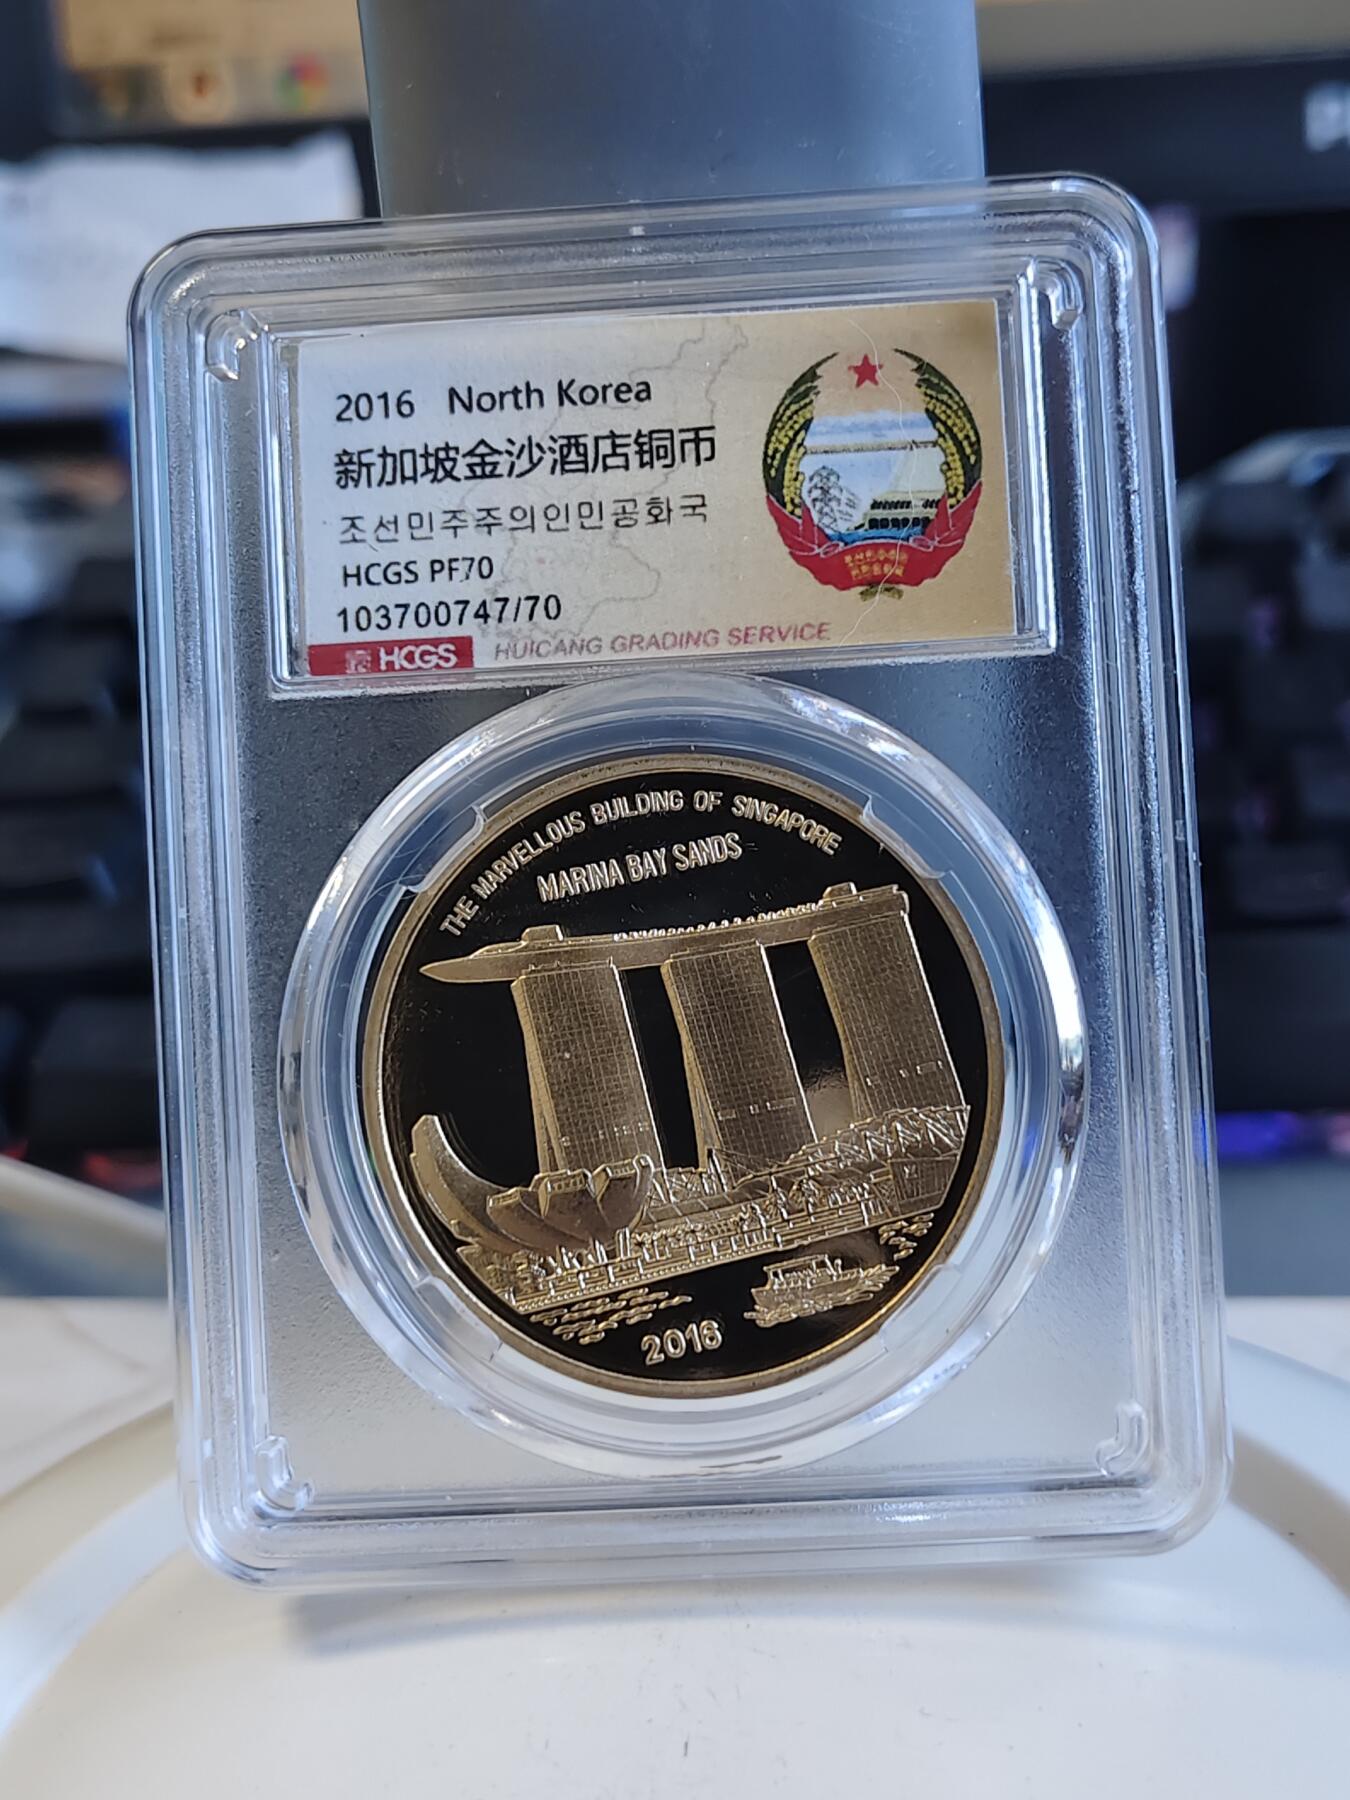 2016 North Korea
新加坡金沙酒店铜币
조선민주주의인민공화국
HCGS PF70
103700747/70
HCGS HUICANG GRADING SERVICE
THE MARVELLOUS BUILDING OF SINGAPORE
MARINA BAY SANDS
2016